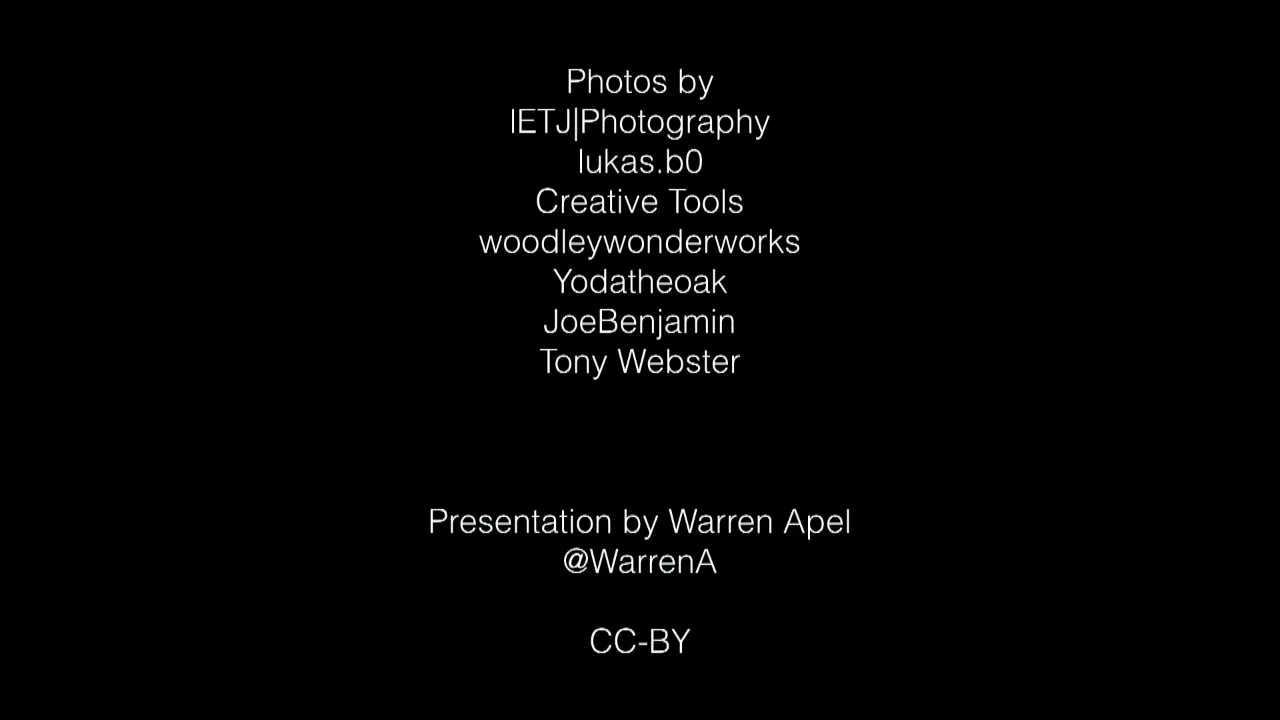 Photos by
IETJ|Photography
lukas.b0
Creative Tools
woodleywonderworks
Yodatheoak
JoeBenjamin
Tony Webster
Presentation by Warren Apel
@WarrenA
CC-BY